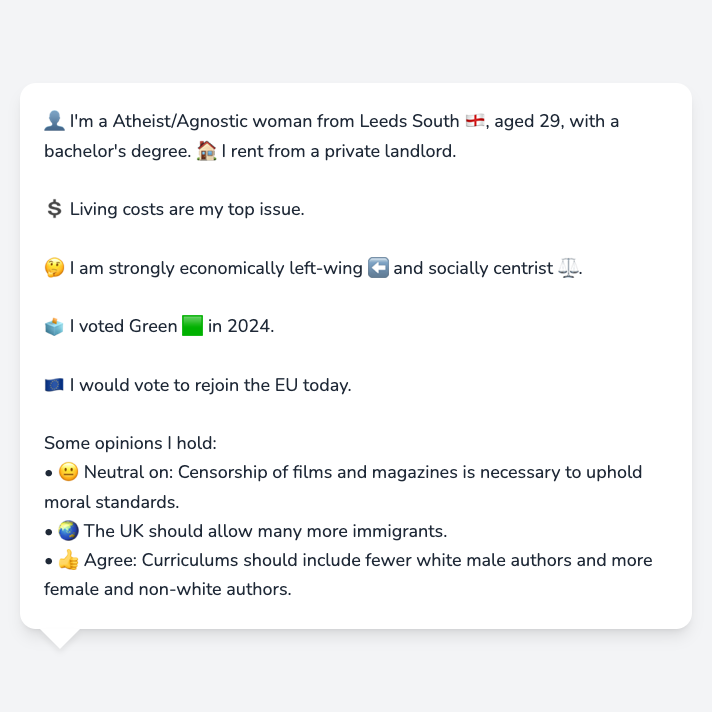 👤 I'm a Atheist/Agnostic woman from Leeds South 🏴󠁧󠁢󠁥󠁮󠁧󠁿, aged 29, with a
bachelor's degree. 🏠 I rent from a private landlord.
💲 Living costs are my top issue.
🤔 I am strongly economically left-wing ⬅️ and socially centrist ⚖️.
🗳️ I voted Green 🟩 in 2024.
🇪🇺 I would vote to rejoin the EU today.
Some opinions I hold:
• 😐 Neutral on: Censorship of films and magazines is necessary to uphold
moral standards.
• 🌏 The UK should allow many more immigrants.
• 👍 Agree: Curriculums should include fewer white male authors and more
female and non-white authors.